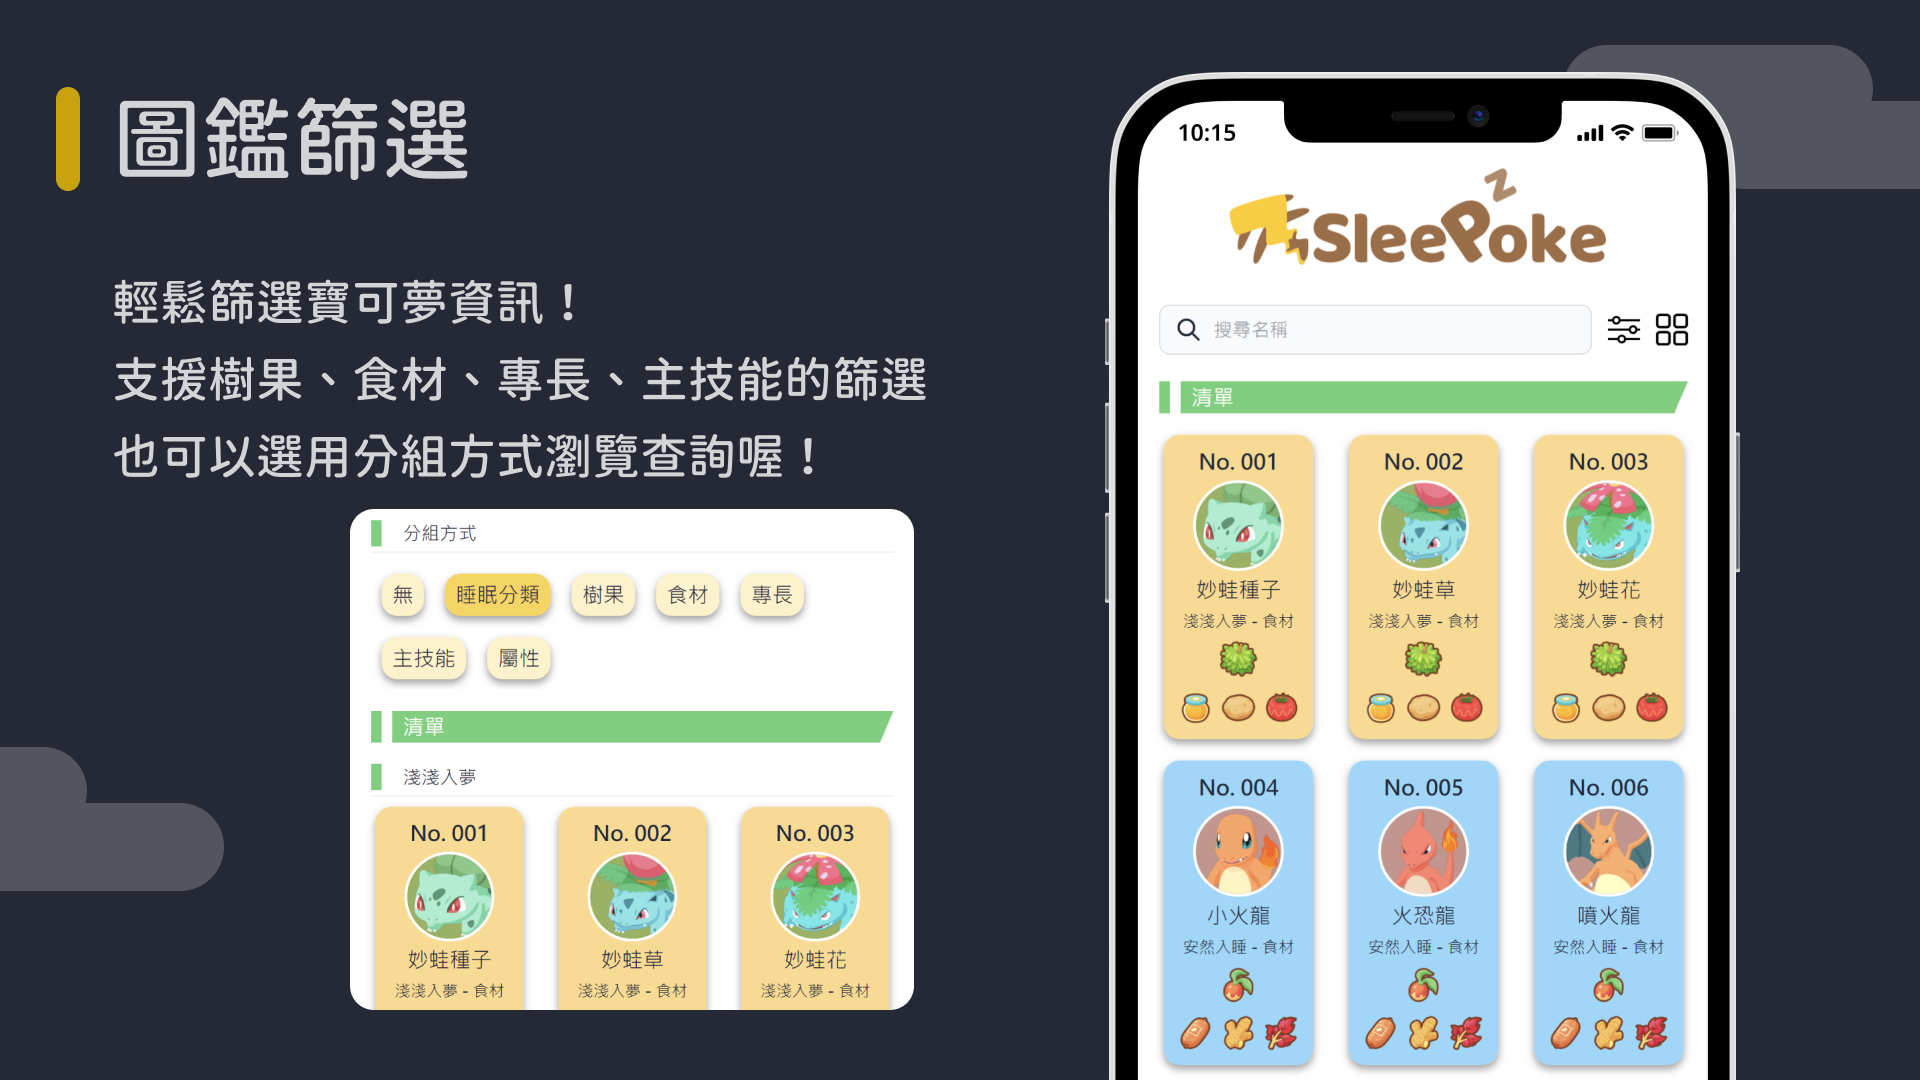 圖鑑篩選
輕鬆篩選寶可夢資訊！
支援樹果、食材、專長、主技能的篩選
也可以選用分組方式瀏覽查詢喔！
分組方式
無 睡眠分類 樹果 食材 專長
主技能 屬性
清單
淺淺入夢
No. 001 No. 002 No. 003
妙蛙種子 妙蛙草 妙蛙花
淺淺入夢 - 食材 淺淺入夢 - 食材 淺淺入夢 - 食材
10:15
SleePoke z
搜尋名稱
清單
No. 001 No. 002 No. 003
妙蛙種子 妙蛙草 妙蛙花
淺淺入夢 - 食材 淺淺入夢 - 食材 淺淺入夢 - 食材
No. 004 No. 005 No. 006
小火龍 火恐龍 噴火龍
安然入睡 - 食材 安然入睡 - 食材 安然入睡 - 食材